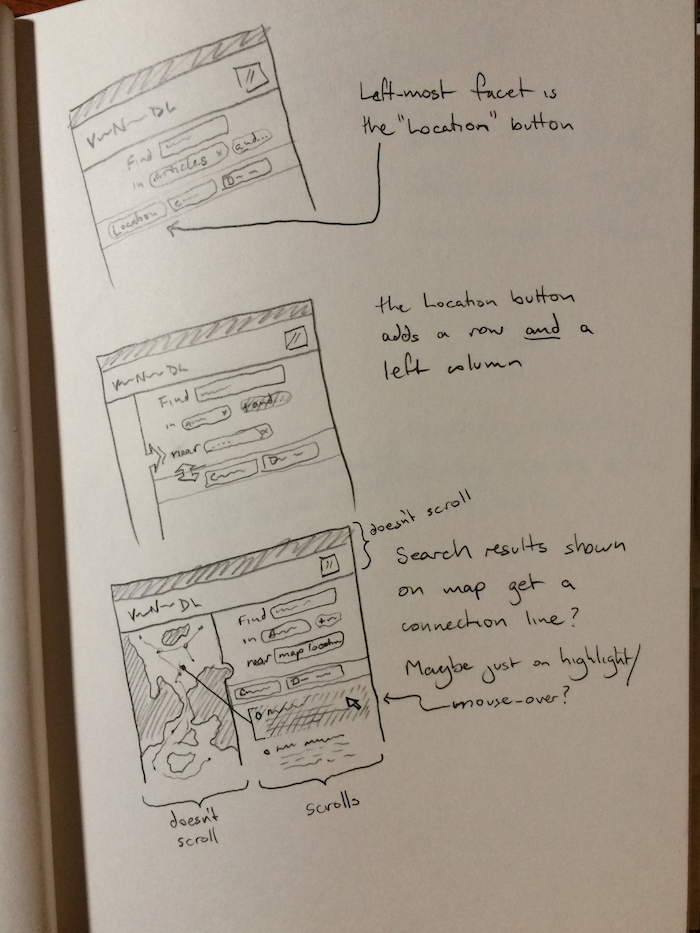 Left-most facet is
the "Location" button
Find
in Articles x and...
Location
the Location button
adds a row and a
left column
Find
in x
near .... x
doesn't scroll
Search results shown
on map get a
connection line?
Maybe just on highlight/
mouse-over?
Find
in
near map location
doesn't
scroll
scrolls